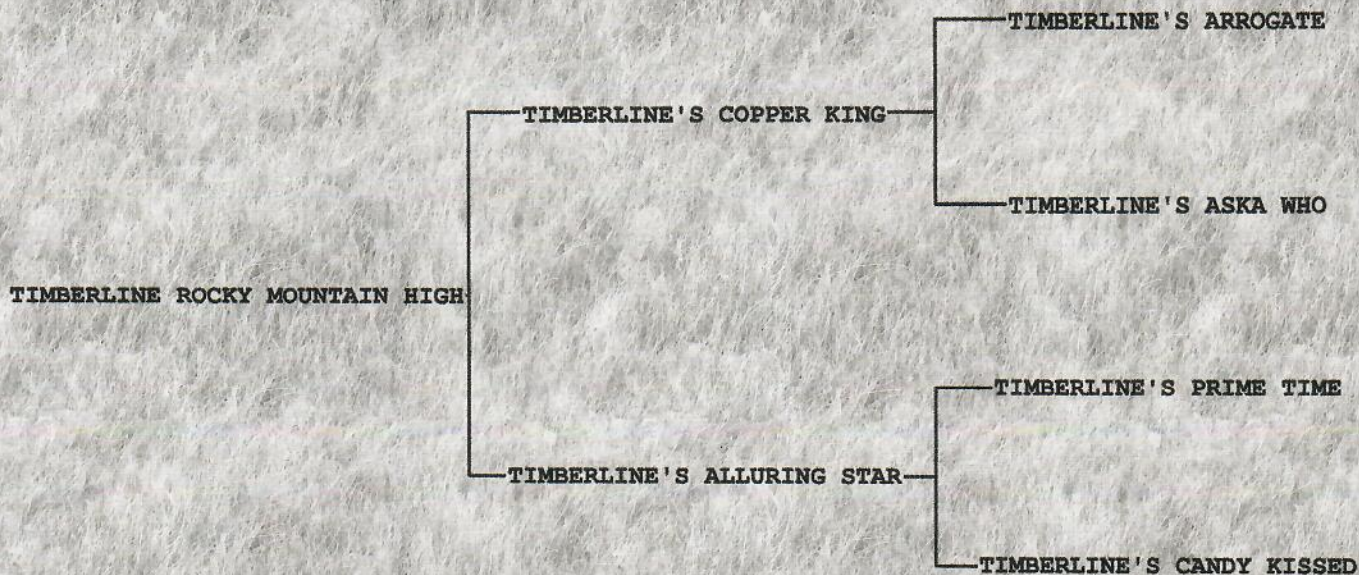 TIMBERLINE'S ARROGATE
TIMBERLINE'S COPPER KING
TIMBERLINE'S ASKA WHO
TIMBERLINE ROCKY MOUNTAIN HIGH
TIMBERLINE'S PRIME TIME
TIMBERLINE'S ALLURING STAR
TIMBERLINE'S CANDY KISSED